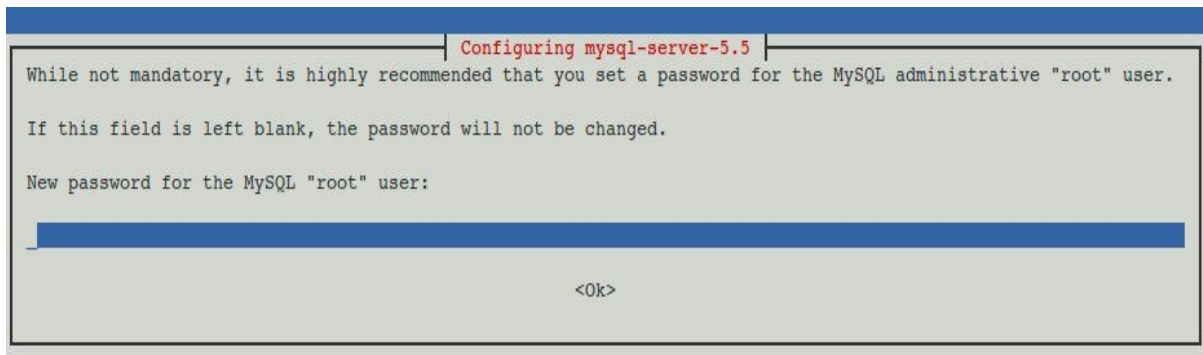 Configuring mysql-server-5.5
While not mandatory, it is highly recommended that you set a password for the MySQL administrative "root" user.
If this field is left blank, the password will not be changed.
New password for the MySQL "root" user:
<Ok>